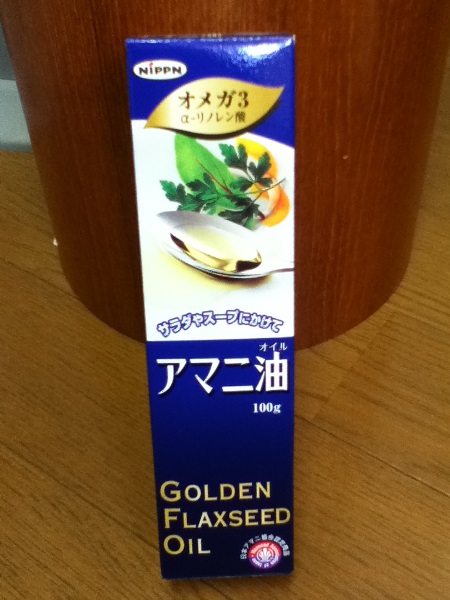 NIPPN
オメガ3
α-リノレン酸
サラダやスープにかけて
オイル
アマニ油
100g
GOLDEN
FLAXSEED
OIL